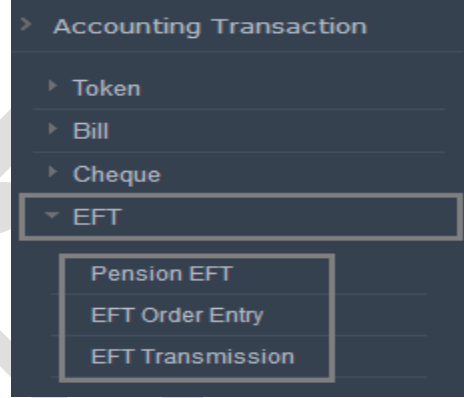 Accounting Transaction
Token
Bill
Cheque
EFT
Pension EFT
EFT Order Entry
EFT Transmission